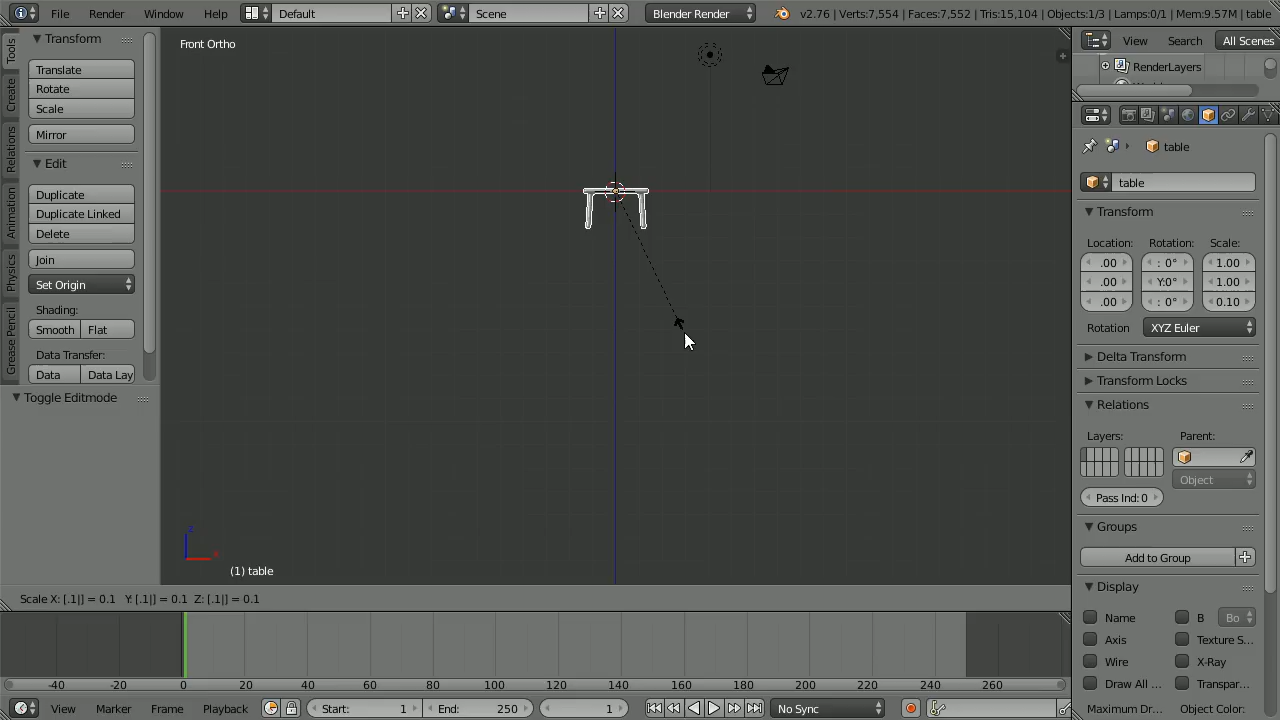 File Render Window Help Default Scene Blender Render v2.76 | Verts:7,554 | Faces:7,552 | Tris:15,104 | Objects:1/3 | Lamps:0/1 | Mem:9.57M | table
Tools
Create
Relations
Animation
Physics
Grease Pencil
Transform
Translate
Rotate
Scale
Mirror
Edit
Duplicate
Duplicate Linked
Delete
Join
Set Origin
Shading:
Smooth Flat
Data Transfer:
Data Data Lay
Toggle Editmode
Front Ortho
z
x
(1) table
Scale X: [.1|] = 0.1 Y: [.1|] = 0.1 Z: [.1|] = 0.1
View Search All Scenes
RenderLayers
table
table
Transform
Location: Rotation: Scale:
.00 : 0° 1.00
.00 Y:0° 1.00
.00 : 0° 0.10
Rotation XYZ Euler
Delta Transform
Transform Locks
Relations
Layers: Parent:
Object
Pass Ind: 0
Groups
Add to Group
Display
Name B Bo
Axis Texture S...
Wire X-Ray
Draw All ... Transpar...
Maximum Dr... Object Color:
-40 -20 0 20 40 60 80 100 120 140 160 180 200 220 240 260
View Marker Frame Playback Start: 1 End: 250 1 No Sync